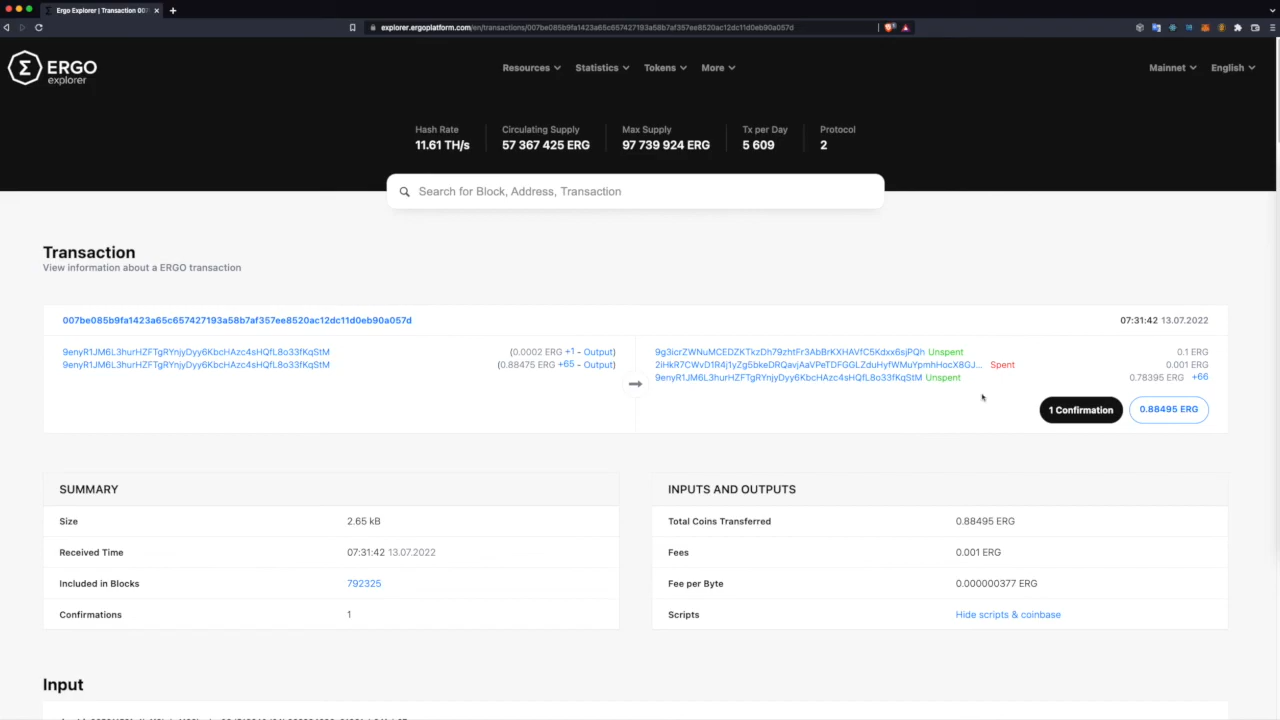 Ergo Explorer | Transaction 007
explorer.ergoplatform.com/en/transactions/007be085b9fa1423a65c657427193a58b7af357ee8520ac12dc11d0eb90a057d
ERGO
explorer
Resources
Statistics
Tokens
More
Mainnet
English
Hash Rate
11.61 TH/s
Circulating Supply
57 367 425 ERG
Max Supply
97 739 924 ERG
Tx per Day
5 609
Protocol
2
Search for Block, Address, Transaction
Transaction
View information about a ERGO transaction
007be085b9fa1423a65c657427193a58b7af357ee8520ac12dc11d0eb90a057d
07:31:42 13.07.2022
9enyR1JM6L3hurHZFTgRYnjyDyy6KbcHAzc4sHQfL8o33fKqStM (0.0002 ERG +1 - Output)
9enyR1JM6L3hurHZFTgRYnjyDyy6KbcHAzc4sHQfL8o33fKqStM (0.88475 ERG +65 - Output)
9g3icrZWNuMCEDZKTkzDh79zhtFr3AbBrKXHAVfC5Kdxx6sjPQh Unspent 0.1 ERG
2iHkR7CWvD1R4j1yZg5bkeDRQavjAaVPeTDFGGLZduHyfWMuYpmhHocX8GJ... Spent 0.001 ERG
9enyR1JM6L3hurHZFTgRYnjyDyy6KbcHAzc4sHQfL8o33fKqStM Unspent 0.78395 ERG +66
1 Confirmation
0.88495 ERG
SUMMARY
Size 2.65 kB
Received Time 07:31:42 13.07.2022
Included in Blocks 792325
Confirmations 1
INPUTS AND OUTPUTS
Total Coins Transferred 0.88495 ERG
Fees 0.001 ERG
Fee per Byte 0.000000377 ERG
Scripts Hide scripts & coinbase
Input